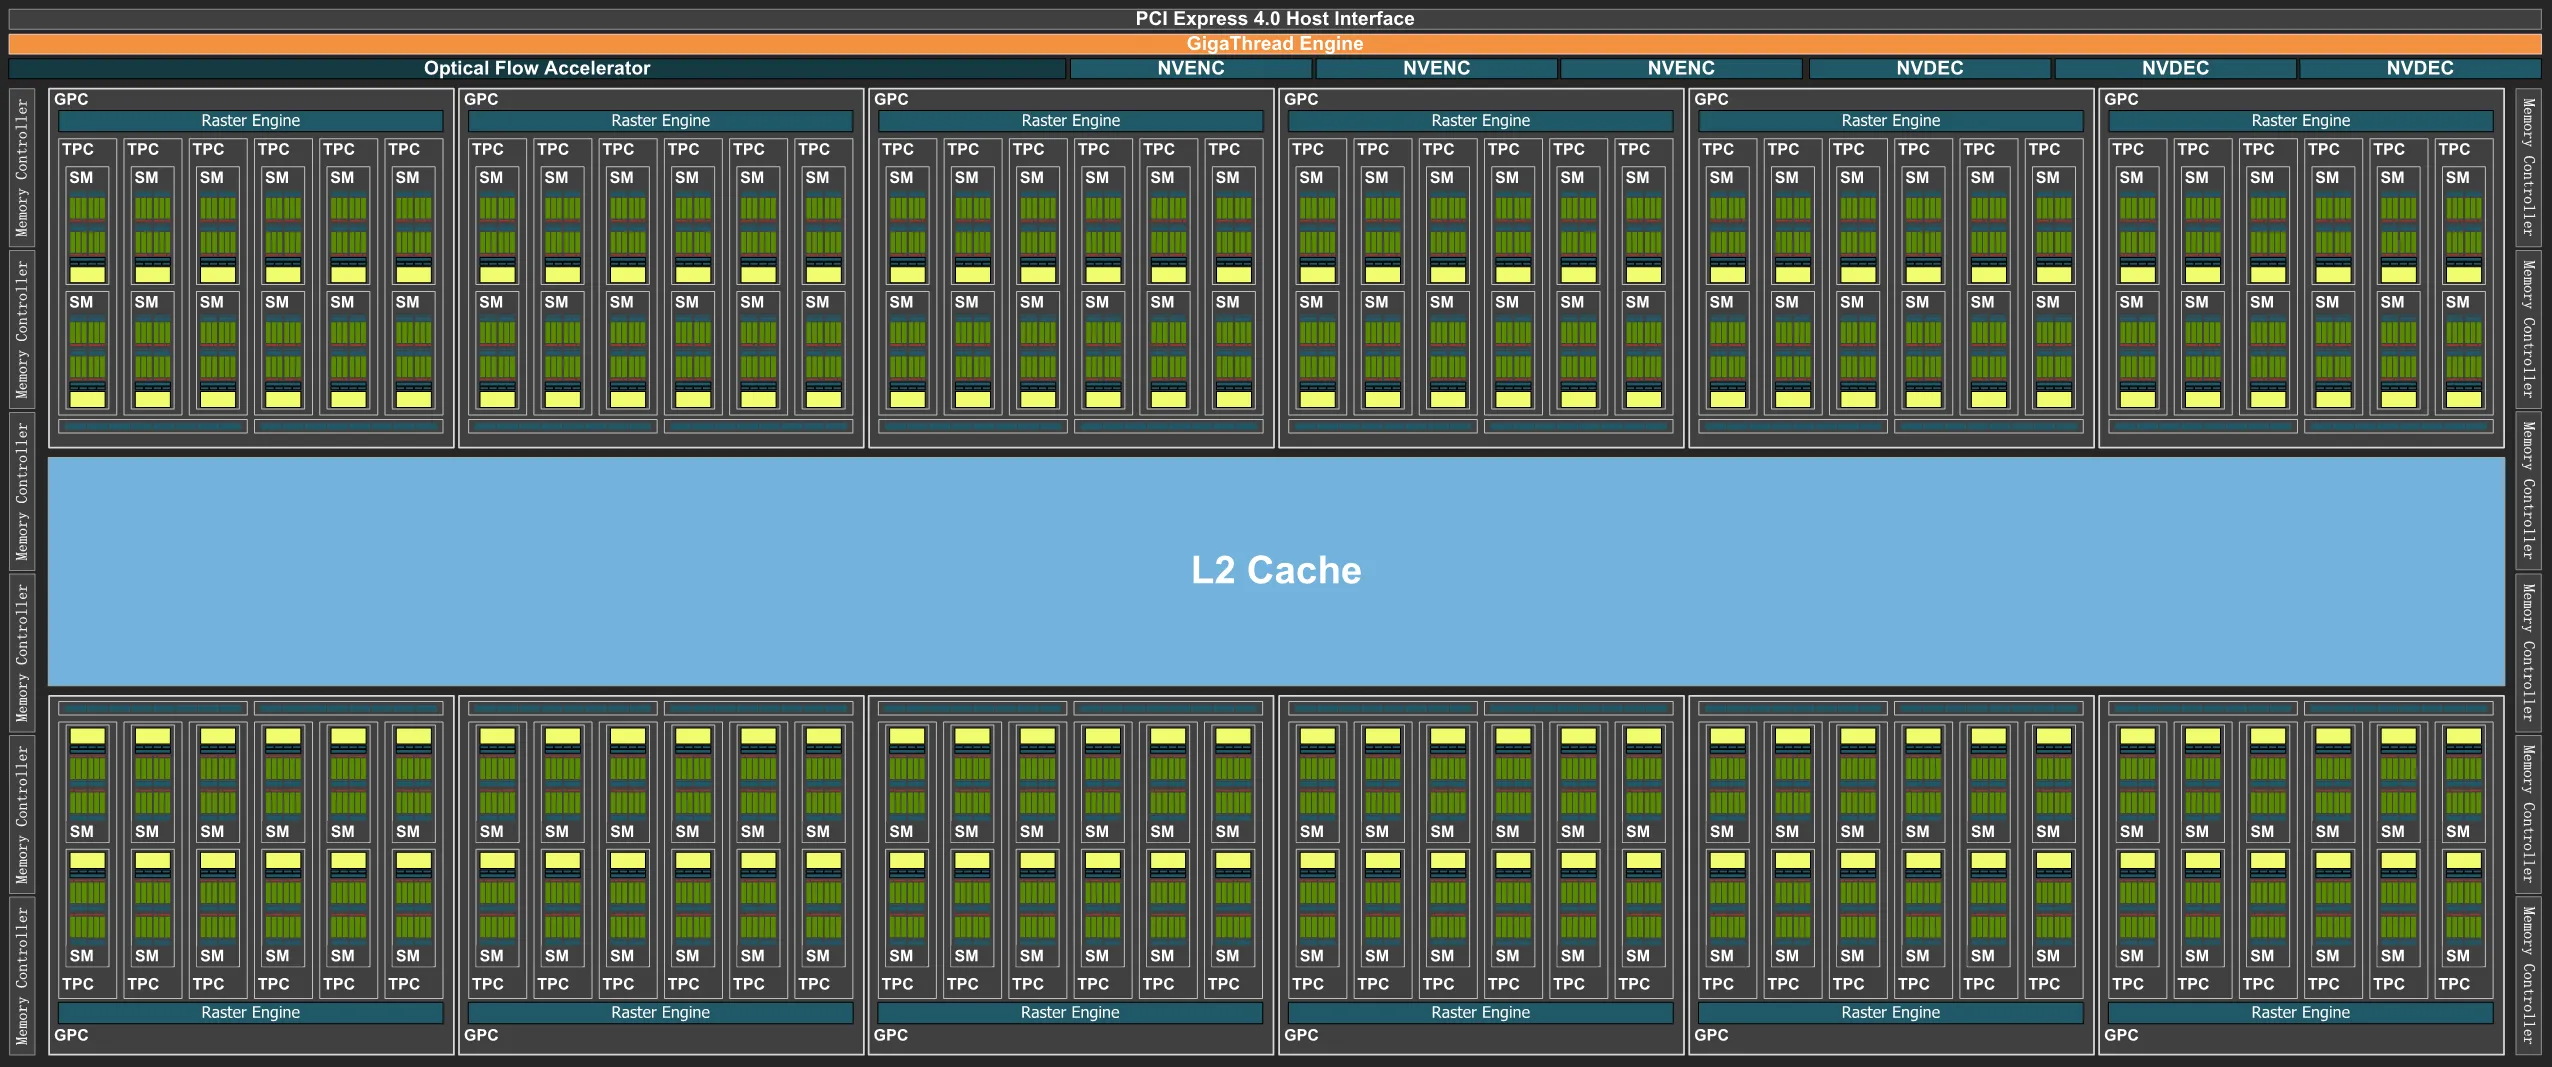 PCI Express 4.0 Host Interface
GigaThread Engine
Optical Flow Accelerator NVENC NVENC NVENC NVDEC NVDEC NVDEC
GPC GPC GPC GPC GPC GPC
Raster Engine Raster Engine Raster Engine Raster Engine Raster Engine Raster Engine
TPC TPC TPC TPC TPC TPC TPC TPC TPC TPC TPC TPC TPC TPC TPC TPC TPC TPC TPC TPC TPC TPC TPC TPC TPC TPC TPC TPC TPC TPC TPC TPC TPC TPC TPC TPC
SM SM SM SM SM SM SM SM SM SM SM SM SM SM SM SM SM SM SM SM SM SM SM SM SM SM SM SM SM SM SM SM SM SM SM SM
SM SM SM SM SM SM SM SM SM SM SM SM SM SM SM SM SM SM SM SM SM SM SM SM SM SM SM SM SM SM SM SM SM SM SM SM
L2 Cache
SM SM SM SM SM SM SM SM SM SM SM SM SM SM SM SM SM SM SM SM SM SM SM SM SM SM SM SM SM SM SM SM SM SM SM SM
SM SM SM SM SM SM SM SM SM SM SM SM SM SM SM SM SM SM SM SM SM SM SM SM SM SM SM SM SM SM SM SM SM SM SM SM
TPC TPC TPC TPC TPC TPC TPC TPC TPC TPC TPC TPC TPC TPC TPC TPC TPC TPC TPC TPC TPC TPC TPC TPC TPC TPC TPC TPC TPC TPC TPC TPC TPC TPC TPC TPC
Raster Engine Raster Engine Raster Engine Raster Engine Raster Engine Raster Engine
GPC GPC GPC GPC GPC GPC
Memory Controller
Memory Controller
Memory Controller
Memory Controller
Memory Controller
Memory Controller
Memory Controller
Memory Controller
Memory Controller
Memory Controller
Memory Controller
Memory Controller